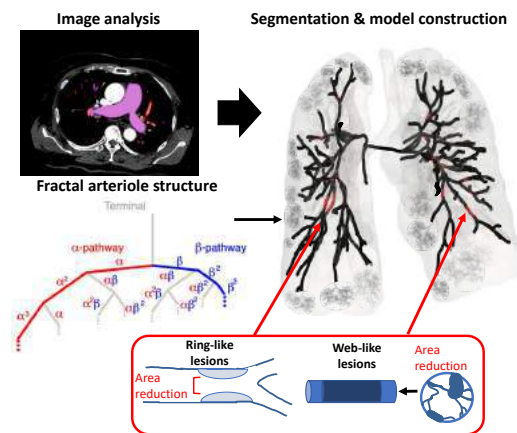 Image analysis
Segmentation & model construction
Fractal arteriole structure
Terminal
α-pathway
β-pathway
α
β
α²
αβ
αβ
β²
α³
α
α²β
αβ²
α²β
αβ²
β³
Ring-like
lesions
Area
reduction
Web-like
lesions
Area
reduction